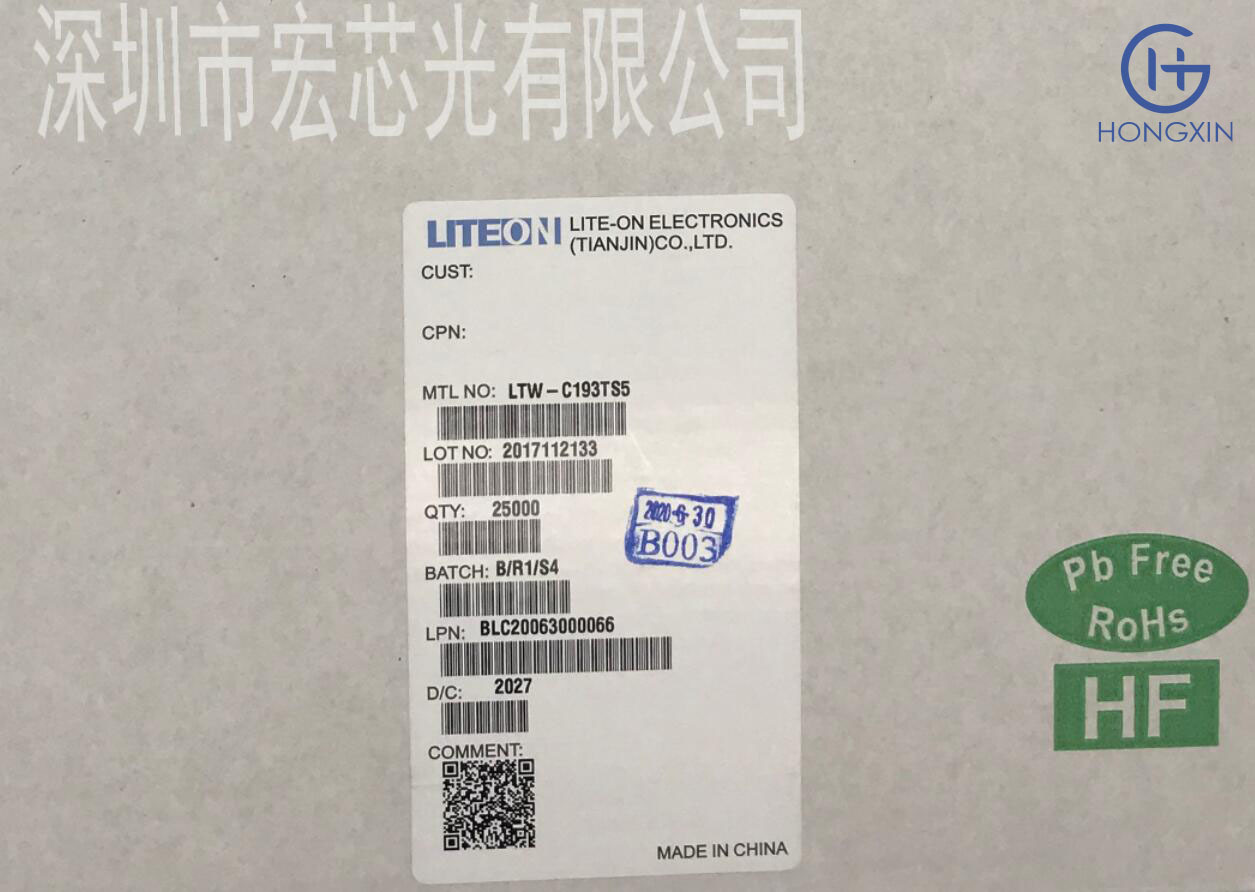 深圳市宏芯光有限公司
HONGXIN
LITEON LITE-ON ELECTRONICS
(TIANJIN)CO.,LTD.
CUST:
CPN:
MTL NO: LTW-C193TS5
LOT NO: 2017112133
QTY: 25000
2020-6-30
B003
BATCH: B/R1/S4
LPN: BLC20063000066
D/C: 2027
COMMENT:
MADE IN CHINA
Pb Free
RoHs
HF